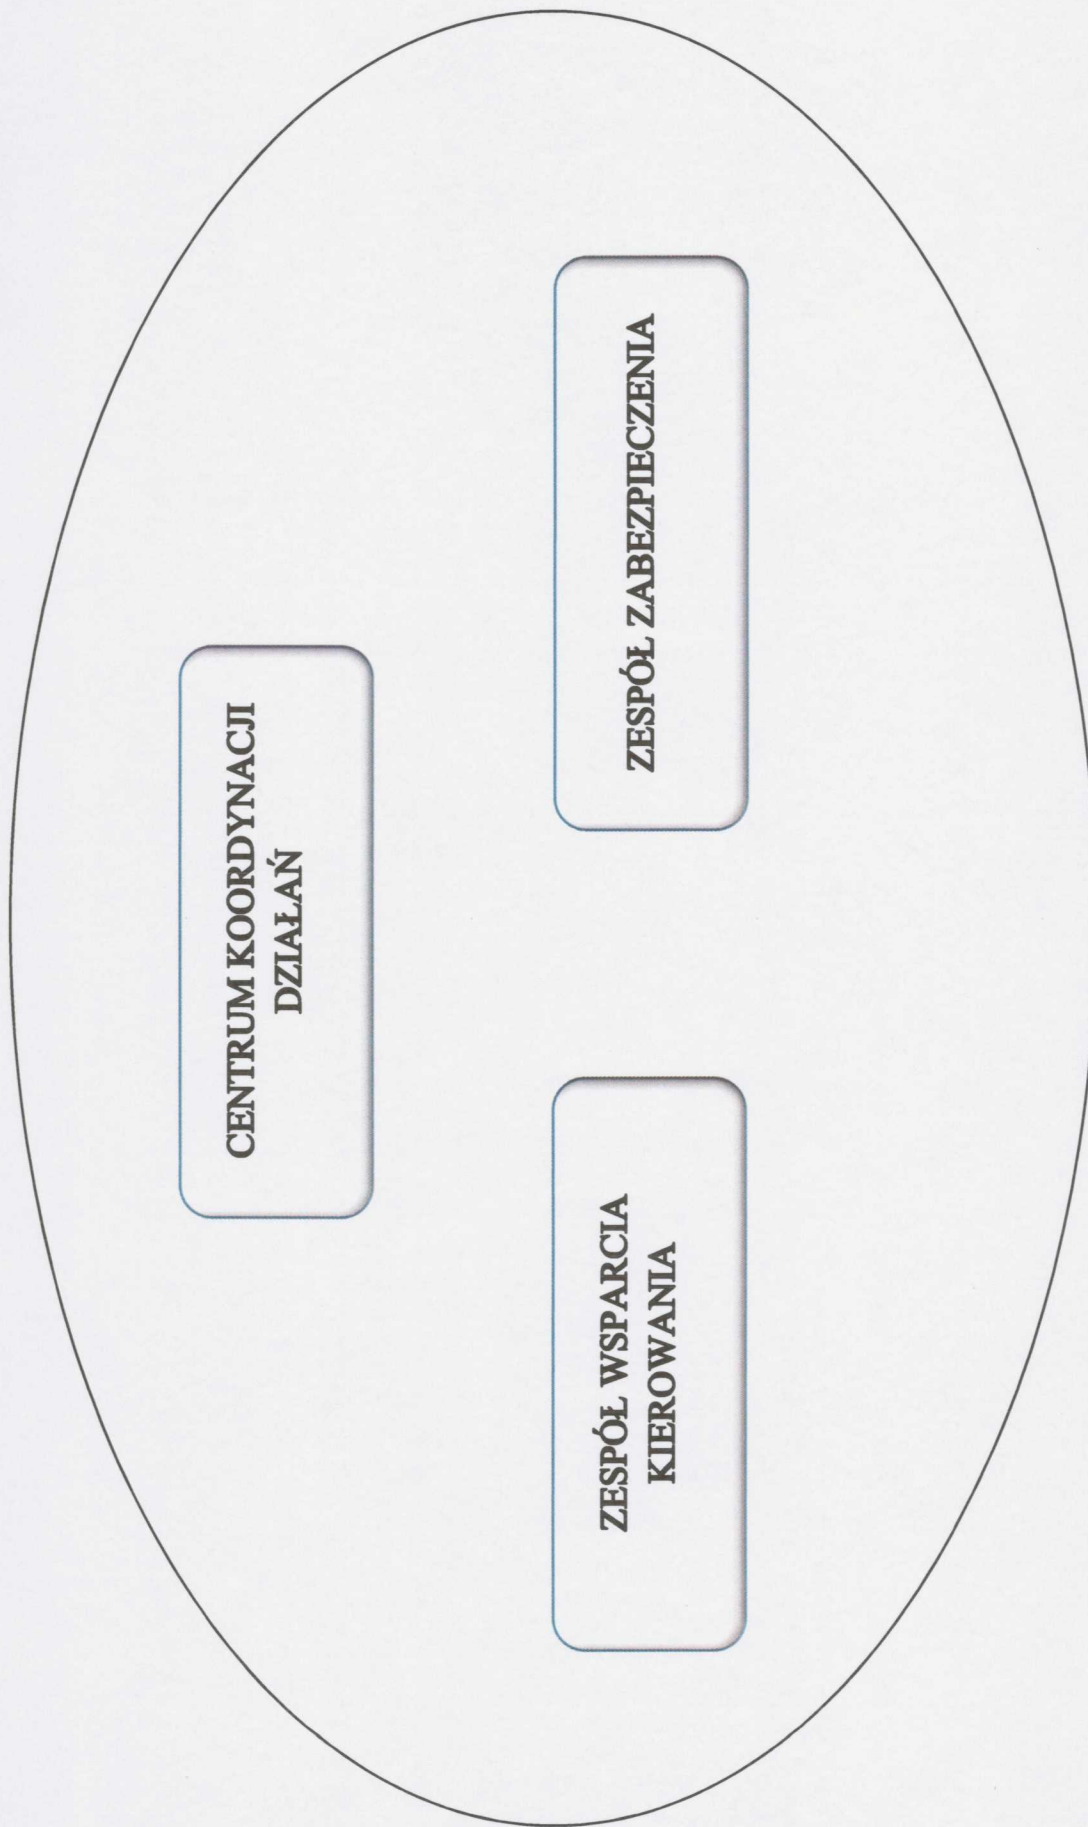 CENTRUM KOORDYNACJI
DZIAŁAŃ
ZESPÓŁ WSPARCIA
KIEROWANIA
ZESPÓŁ ZABEZPIECZENIA